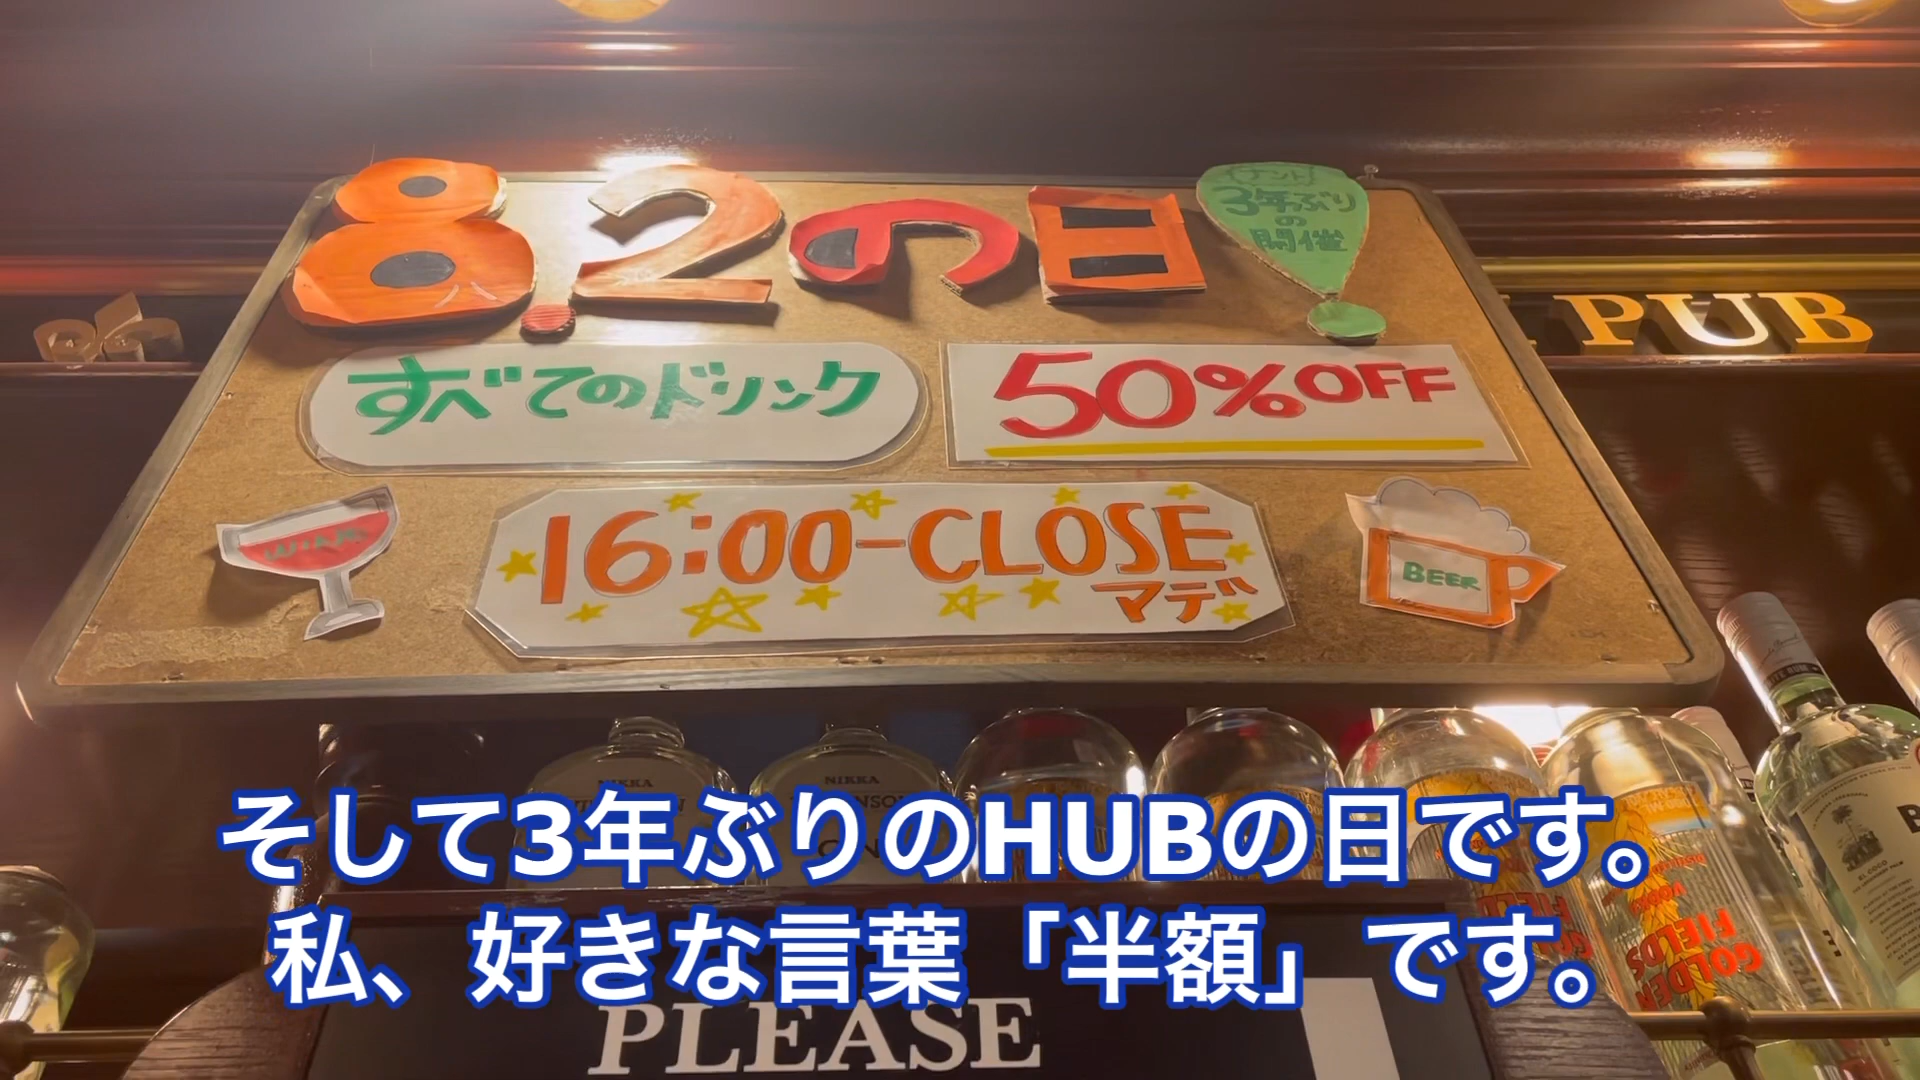 8.2の日
ハブ
ナント
3年ぶり
の
開催
PUB
すべてのドリンク
50%OFF
WINE
16:00-CLOSE
マデ
BEER
NIKKA
NIKKA
そして3年ぶりのHUBの日です。
私、好きな言葉「半額」です。
GOLDEN
FIELDS
VODKA
PLEASE